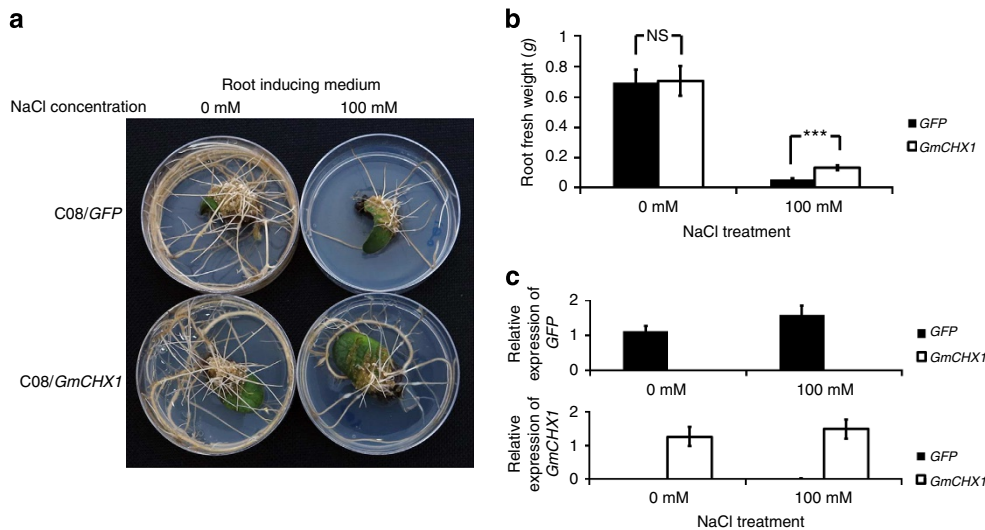 a
Root inducing medium
NaCl concentration 0 mM 100 mM
C08/GFP
C08/GmCHX1
b
Root fresh weight (g)
1
0.8
0.6
0.4
0.2
0
NS
***
0 mM 100 mM
NaCl treatment
GFP
GmCHX1
c
Relative
expression of
GFP
2
1
0
0 mM 100 mM
GFP
GmCHX1
Relative
expression of
GmCHX1
2
1
0
0 mM 100 mM
NaCl treatment
GFP
GmCHX1